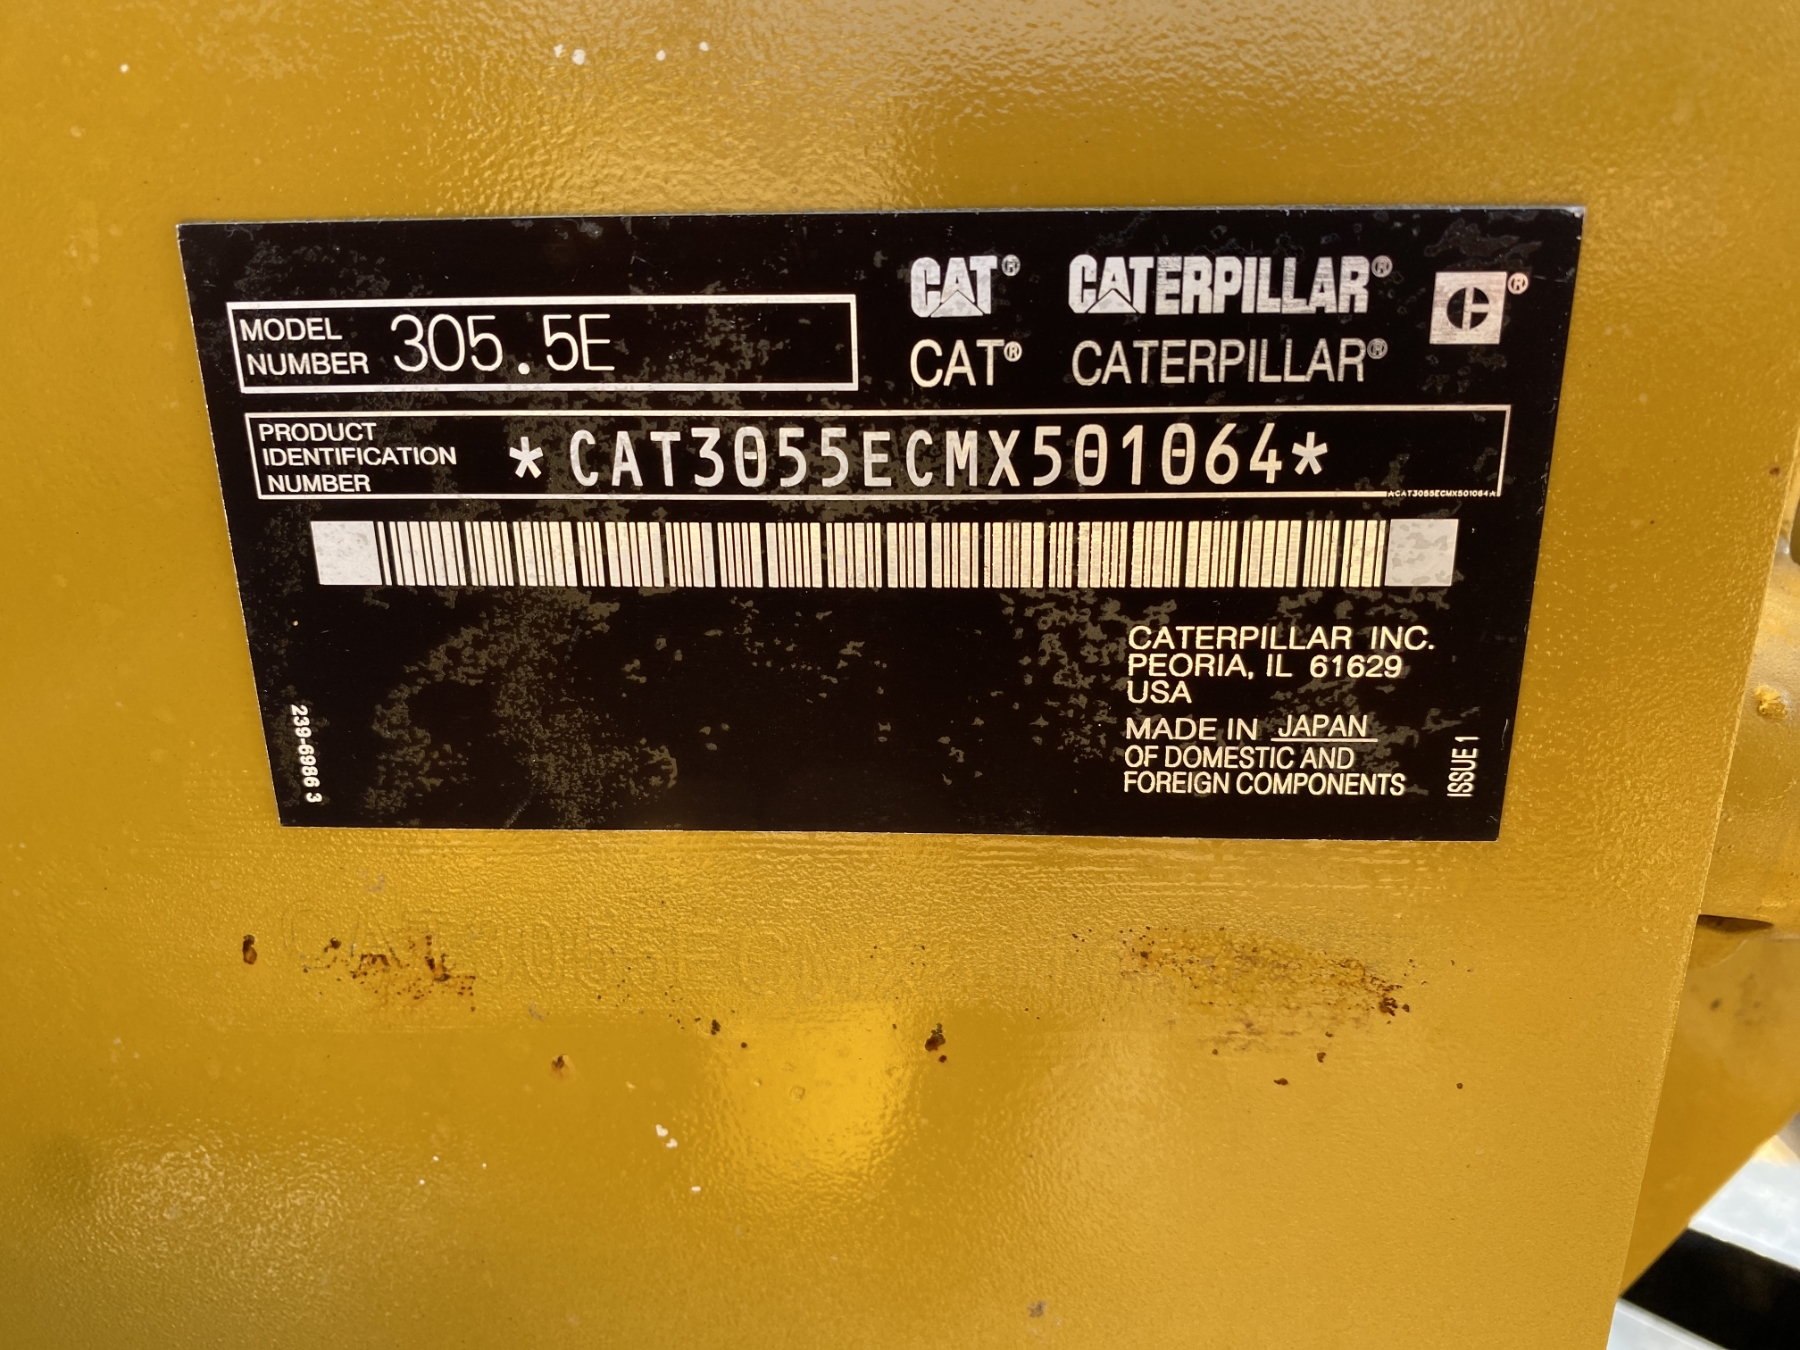 CAT® CATERPILLAR® ®
MODEL
NUMBER 305.5E
CAT® CATERPILLAR®
PRODUCT
IDENTIFICATION
NUMBER
*CAT3055ECMX501064*
*CAT3055ECMX501064*
CATERPILLAR INC.
PEORIA, IL 61629
USA
MADE IN JAPAN
OF DOMESTIC AND
FOREIGN COMPONENTS
239-6986 3
ISSUE 1